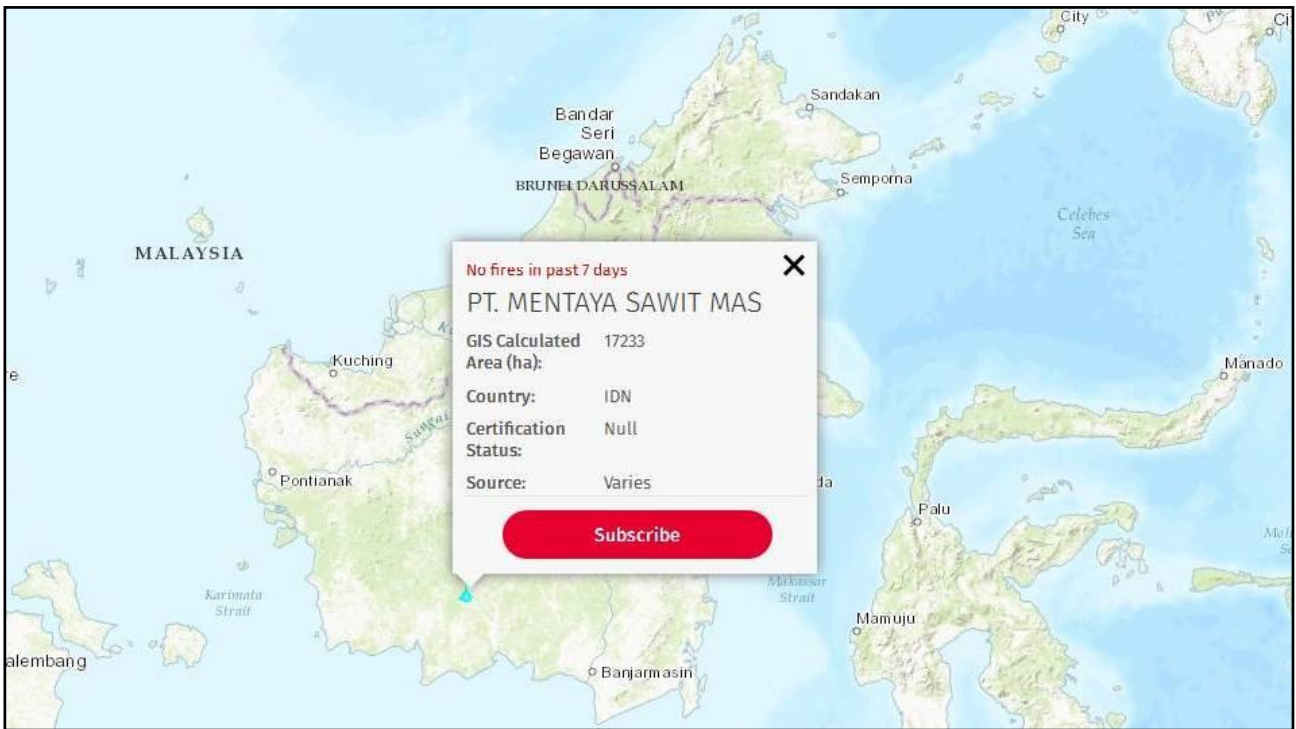 City
Ci
Sandakan
Bandar
Seri
Begawan
BRUNEI DARUSSALAM
Semporna
Celebes
Sea
MALAYSIA
No fires in past 7 days
PT. MENTAYA SAWIT MAS
GIS Calculated 17233
Area (ha):
Country: IDN
Certification Null
Status:
Source: Varies
Subscribe
Kuching
Manado
e
Sungai
Pontianak
da
Palu
Karimata
Strait
Makassar
Strait
Mamuju
alembang
Banjarmasin